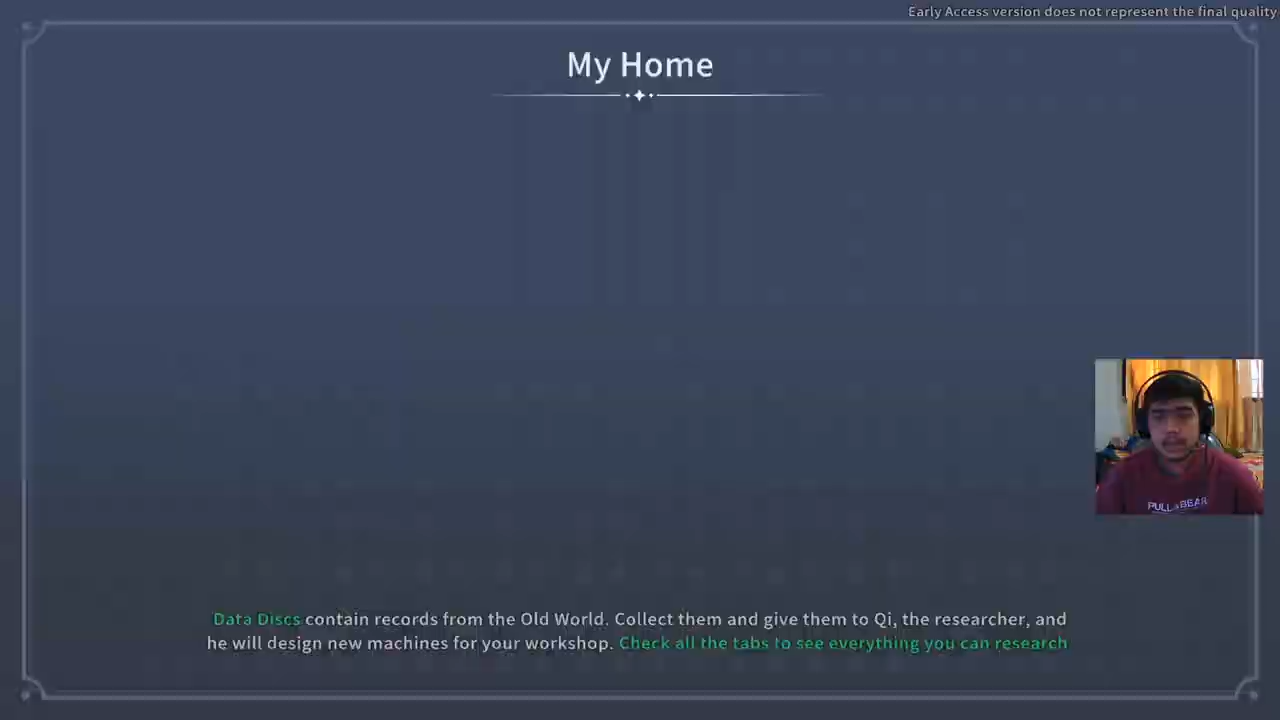 Early Access version does not represent the final quality
My Home
PULL&BEAR
Data Discs contain records from the Old World. Collect them and give them to Qi, the researcher, and
he will design new machines for your workshop. Check all the tabs to see everything you can research